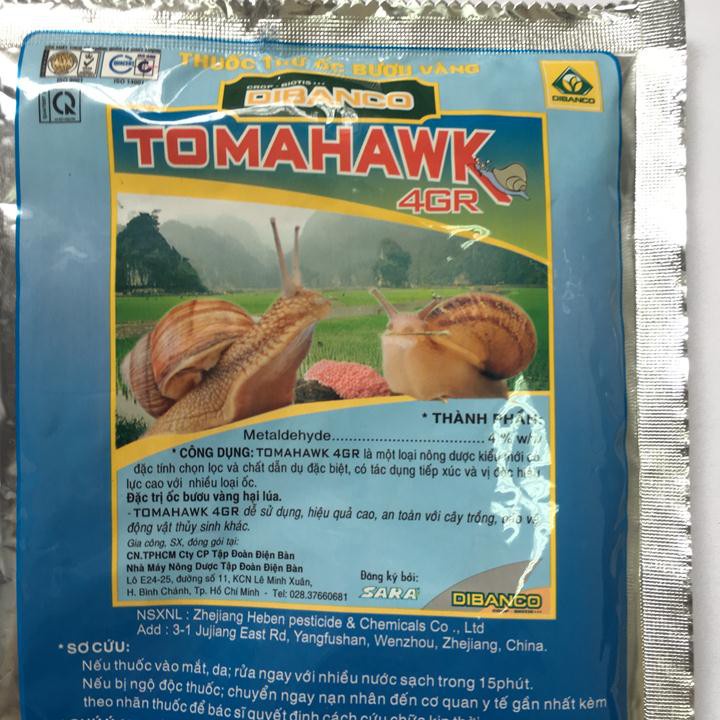 THUỐC TRỪ ỐC BƯƠU VÀNG
CROP - BIOTIS
DIBANCO
DIBANCO
ISO 9001
ISO 14001
TOMAHAWK
4GR
* THÀNH PHẦN:
Metaldehyde.............................. 4 % w/w
* CÔNG DỤNG: TOMAHAWK 4GR là một loại nông dược kiểu mới có
đặc tính chọn lọc và chất dẫn dụ đặc biệt, có tác dụng tiếp xúc và vị độc hiệu
lực cao với nhiều loại ốc.
Đặc trị ốc bươu vàng hại lúa.
- TOMAHAWK 4GR dễ sử dụng, hiệu quả cao, an toàn với cây trồng, bảo vệ
động vật thủy sinh khác.
Gia công, SX, đóng gói tại:
CN.TPHCM Cty CP Tập Đoàn Điện Bàn
Nhà Máy Nông Dược Tập Đoàn Điện Bàn
Lô E24-25, đường số 11, KCN Lê Minh Xuân,
H. Bình Chánh, Tp. Hồ Chí Minh - Tel: 028.37660681
Đăng ký bởi:
SARA
DIBANCO
NSXNL : Zhejiang Heben pesticide & Chemicals Co ., Ltd
Add : 3-1 Jujiang East Rd, Yangfushan, Wenzhou, Zhejiang, China.
* SƠ CỨU:
Nếu thuốc vào mắt, da; rửa ngay với nhiều nước sạch trong 15phút.
Nếu bị ngộ độc thuốc; chuyển ngay nạn nhân đến cơ quan y tế gần nhất kèm
theo nhãn thuốc để bác sĩ quyết định cách cứu chữa kịp thời